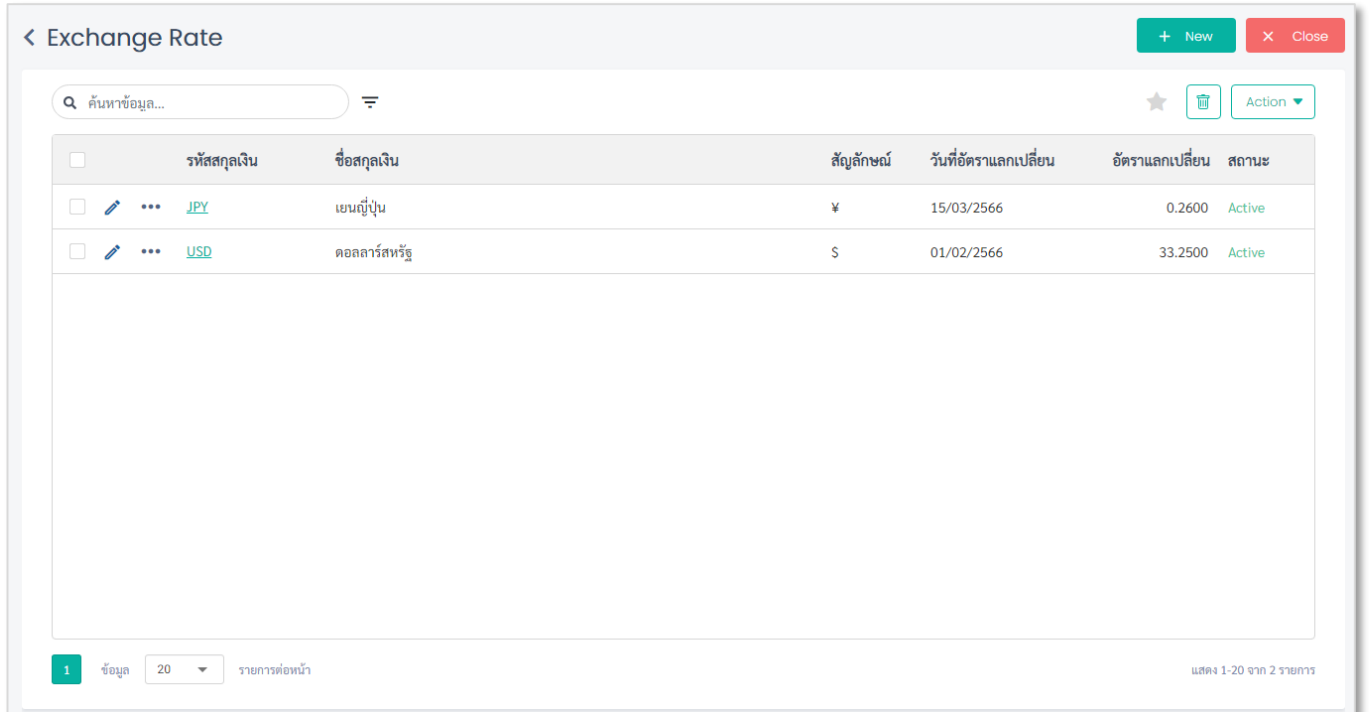 Exchange Rate + New × Close
ค้นหาข้อมูล... Action
รหัสสกุลเงิน ชื่อสกุลเงิน สัญลักษณ์ วันที่อัตราแลกเปลี่ยน อัตราแลกเปลี่ยน สถานะ
JPY เยนญี่ปุ่น ¥ 15/03/2566 0.2600 Active
USD ดอลลาร์สหรัฐ $ 01/02/2566 33.2500 Active
1 ข้อมูล 20 รายการต่อหน้า แสดง 1-20 จาก 2 รายการ